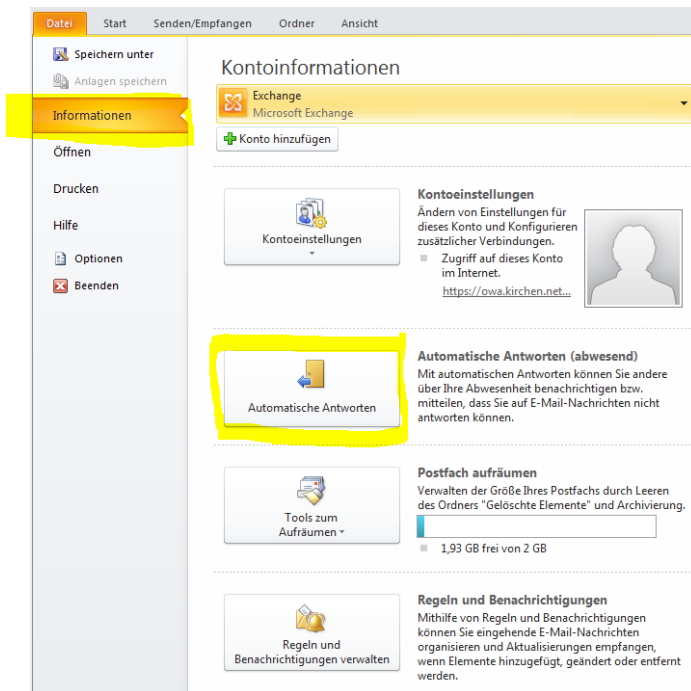 Datei Start Senden/Empfangen Ordner Ansicht
Speichern unter
Anlagen speichern
Informationen
Öffnen
Drucken
Hilfe
Optionen
Beenden
Kontoinformationen
Exchange
Microsoft Exchange
Konto hinzufügen
Kontoeinstellungen
Kontoeinstellungen
Ändern von Einstellungen für
dieses Konto und Konfigurieren
zusätzlicher Verbindungen.
Zugriff auf dieses Konto
im Internet.
https://owa.kirchen.net...
Automatische Antworten
Automatische Antworten (abwesend)
Mit automatischen Antworten können Sie andere
über Ihre Abwesenheit benachrichtigen bzw.
mitteilen, dass Sie auf E-Mail-Nachrichten nicht
antworten können.
Tools zum
Aufräumen
Postfach aufräumen
Verwalten der Größe Ihres Postfachs durch Leeren
des Ordners "Gelöschte Elemente" und Archivierung.
1,93 GB frei von 2 GB
Regeln und
Benachrichtigungen verwalten
Regeln und Benachrichtigungen
Mithilfe von Regeln und Benachrichtigungen
können Sie eingehende E-Mail-Nachrichten
organisieren und Aktualisierungen empfangen,
wenn Elemente hinzugefügt, geändert oder entfernt
werden.